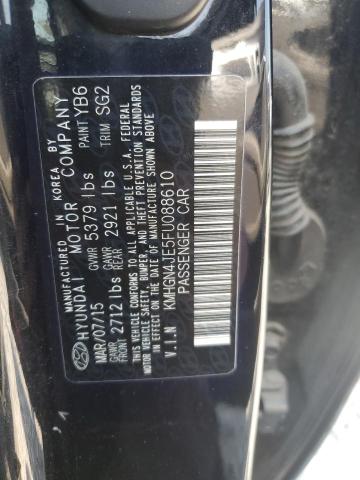 MANUFACTURED IN KOREA BY
HYUNDAI MOTOR COMPANY
PAINT YB6
MAR/07/15 GVWR 5379 lbs
TRIM SG2
GAWR FRONT 2712 lbs GAWR REAR 2921 lbs
THIS VEHICLE CONFORMS TO ALL APPLICABLE U.S.A. FEDERAL
MOTOR VEHICLE SAFETY, BUMPER, AND THEFT PREVENTION STANDARDS
IN EFFECT ON THE DATE OF MANUFACTURE SHOWN ABOVE.
V.I.N KMHGN4JE5FU088610
PASSENGER CAR